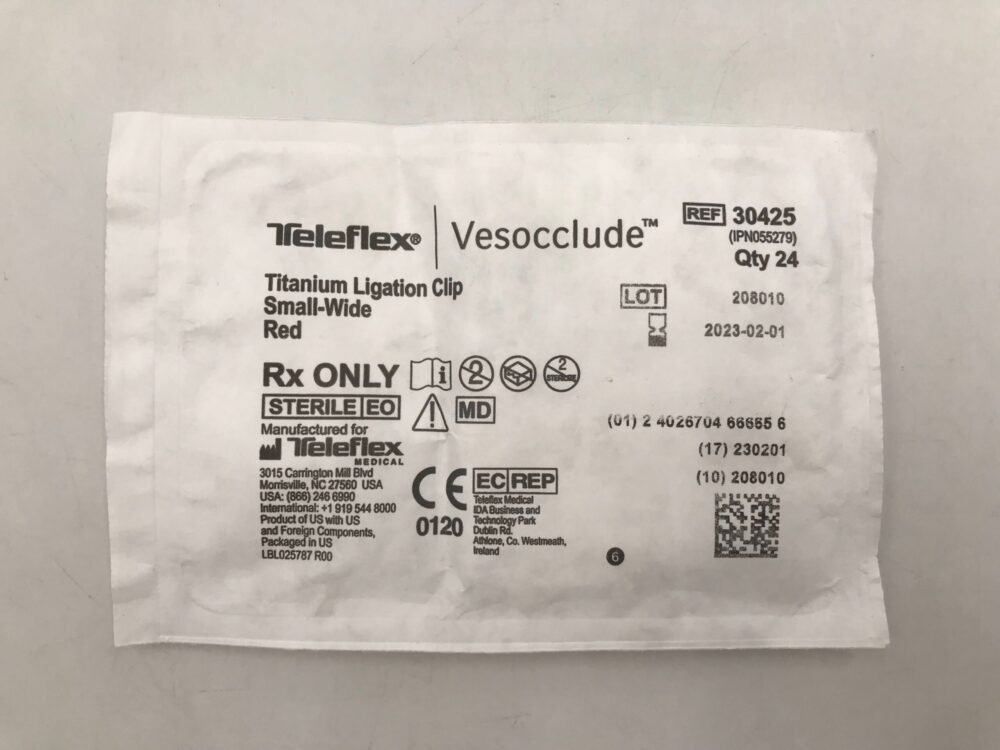 Teleflex® | Vesocclude™
REF 30425
(IPN055279)
Qty 24
Titanium Ligation Clip
Small-Wide
Red
LOT 208010
2023-02-01
Rx ONLY
2
2
STERILIZE
STERILE EO
MD
Manufactured for
Teleflex
MEDICAL
3015 Carrington Mill Blvd
Morrisville, NC 27560 USA
USA: (866) 246 6990
International: +1 919 544 8000
Product of US with US
and Foreign Components,
Packaged in US
LBL025787 R00
CE
0120
EC REP
Teleflex Medical
IDA Business and
Technology Park
Dublin Rd.
Athlone, Co. Westmeath,
Ireland
6
(01) 2 4026704 66665 6
(17) 230201
(10) 208010